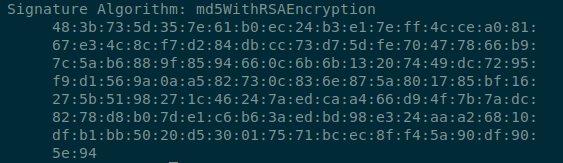 Signature Algorithm: md5WithRSAEncryption
48:3b:73:5d:35:7e:61:b0:ec:24:b3:e1:7e:ff:4c:ce:a0:81:
67:e3:4c:8c:f7:d2:84:db:cc:73:d7:5d:fe:70:47:78:66:b9:
7c:5a:b6:88:9f:85:94:66:0c:6b:6b:13:20:74:49:dc:72:95:
f9:d1:56:9a:0a:a5:82:73:0c:83:6e:87:5a:80:17:85:bf:16:
27:5b:51:98:27:1c:46:24:7a:ed:ca:a4:66:d9:4f:7b:7a:dc:
82:78:d8:b0:7d:e1:c6:b6:3a:ed:bd:98:e3:24:aa:a2:68:10:
df:b1:bb:50:20:d5:30:01:75:71:bc:ec:8f:f4:5a:90:df:90:
5e:94